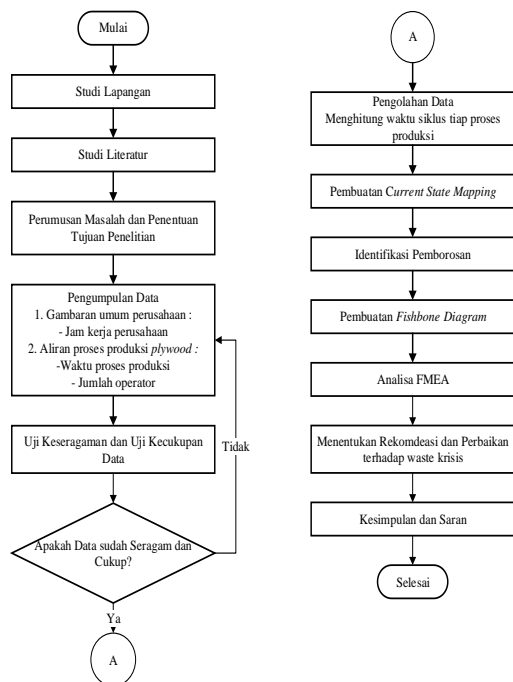 Mulai
Studi Lapangan
Studi Literatur
Perumusan Masalah dan Penentuan
Tujuan Penelitian
Pengumpulan Data
1. Gambaran umum perusahaan :
- Jam kerja perusahaan
2. Aliran proses produksi plywood :
-Waktu proses produksi
- Jumlah operator
Uji Keseragaman dan Uji Kecukupan
Data
Tidak
Apakah Data sudah Seragam dan
Cukup?
Ya
A
A
Pengolahan Data
Menghitung waktu siklus tiap proses
produksi
Pembuatan Current State Mapping
Identifikasi Pemborosan
Pembuatan Fishbone Diagram
Analisa FMEA
Menentukan Rekomdeasi dan Perbaikan
terhadap waste krisis
Kesimpulan dan Saran
Selesai